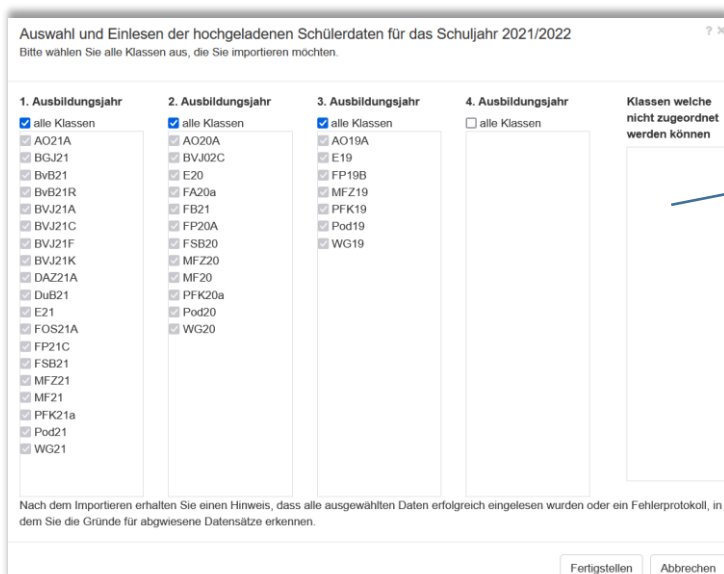 Auswahl und Einlesen der hochgeladenen Schülerdaten für das Schuljahr 2021/2022
?
Bitte wählen Sie alle Klassen aus, die Sie importieren möchten.
1. Ausbildungsjahr
alle Klassen
AO21A
BGJ21
BvB21
BvB21R
BVJ21A
BVJ21C
BVJ21F
BVJ21K
DAZ21A
DuB21
E21
FOS21A
FP21C
FSB21
MFZ21
MF21
PFK21a
Pod21
WG21
2. Ausbildungsjahr
alle Klassen
AO20A
BVJ02C
E20
FA20a
FB21
FP20A
FSB20
MFZ20
MF20
PFK20a
Pod20
WG20
3. Ausbildungsjahr
alle Klassen
AO19A
E19
FP19B
MFZ19
PFK19
Pod19
WG19
4. Ausbildungsjahr
alle Klassen
Klassen welche
nicht zugeordnet
werden können
Nach dem Importieren erhalten Sie einen Hinweis, dass alle ausgewählten Daten erfolgreich eingelesen wurden oder ein Fehlerprotokoll, in
dem Sie die Gründe für abgewiesene Datensätze erkennen.
Fertigstellen
Abbrechen